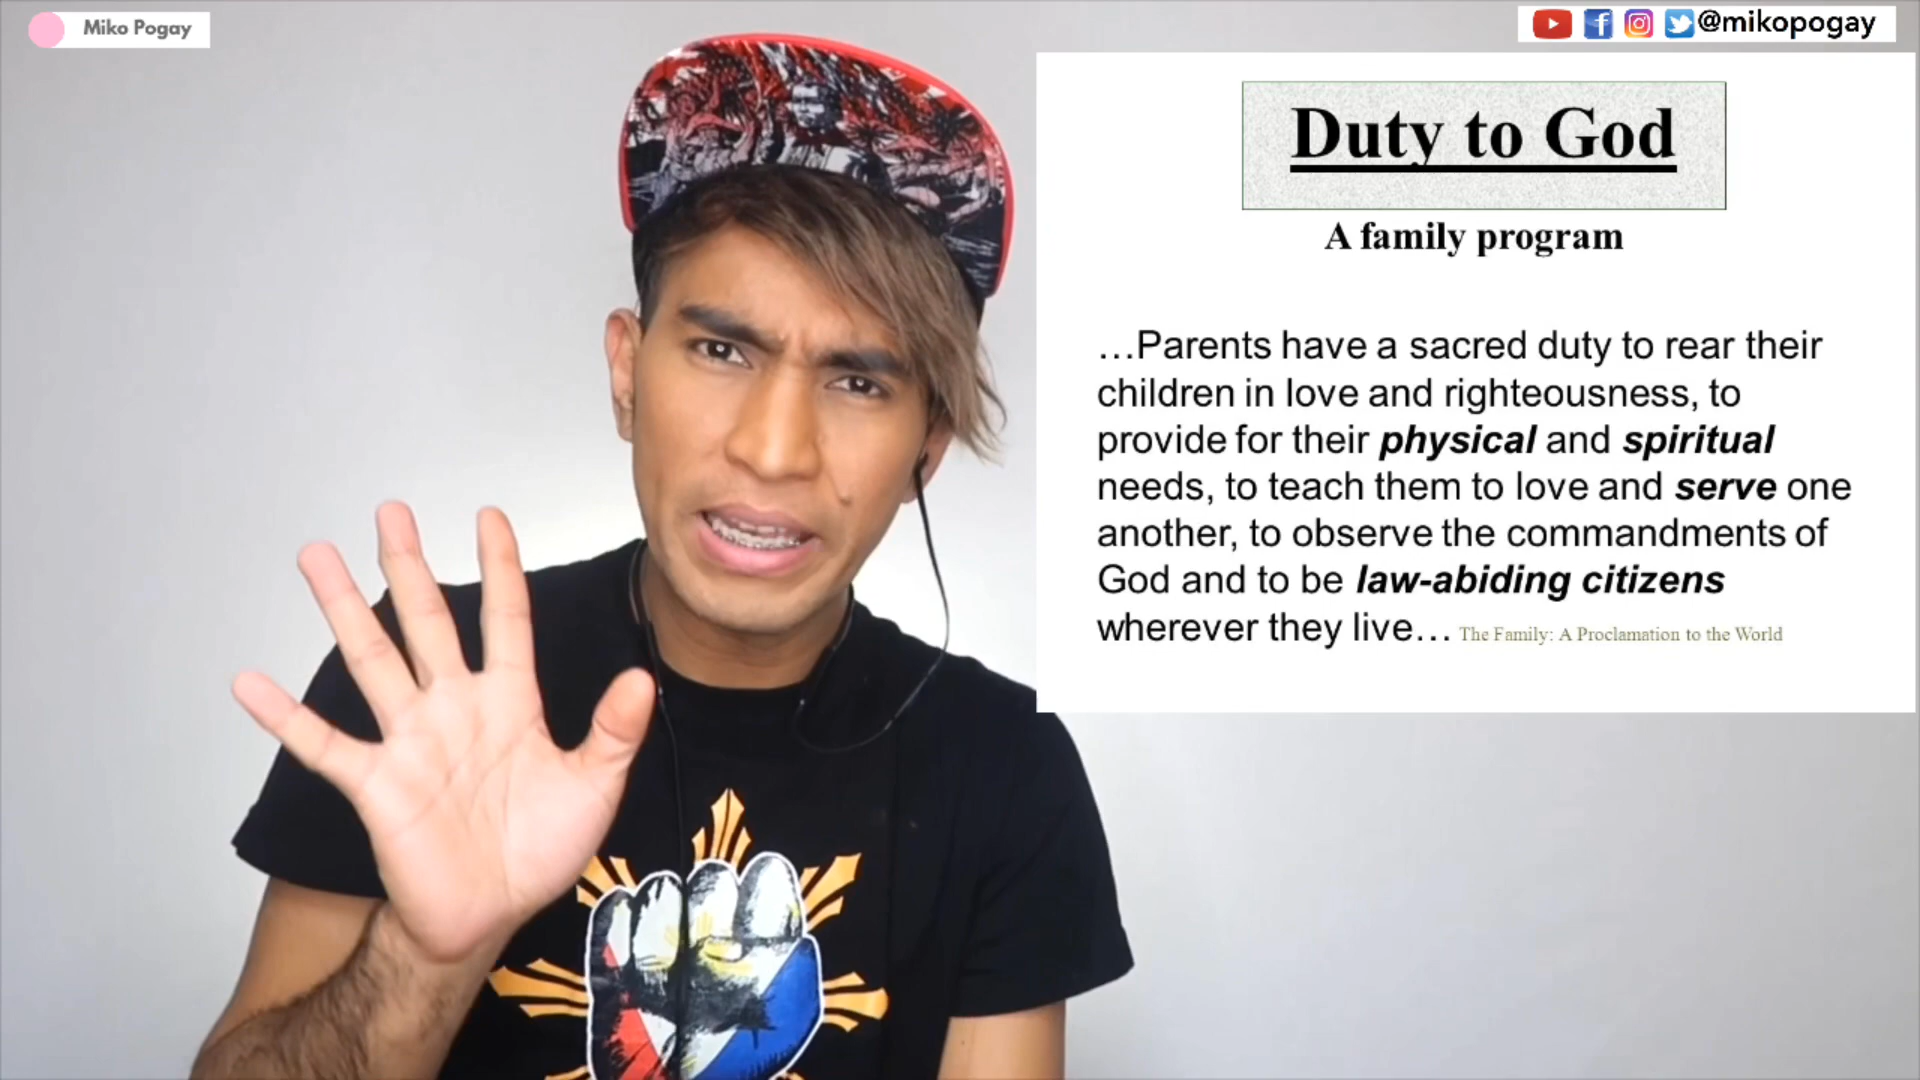 Miko Pogay
@mikopogay
Duty to God
A family program
…Parents have a sacred duty to rear their
children in love and righteousness, to
provide for their physical and spiritual
needs, to teach them to love and serve one
another, to observe the commandments of
God and to be law-abiding citizens
wherever they live… The Family: A Proclamation to the World